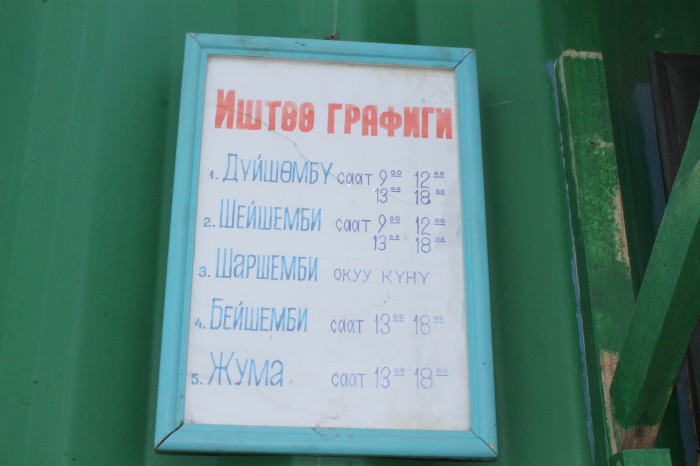 Иштөө графиги
1. Дүйшөмбү саат 9⁰⁰ 12⁰⁰
13⁰⁰ 18⁰⁰
2. Шейшемби саат 9⁰⁰ 12⁰⁰
13⁰⁰ 18⁰⁰
3. Шаршемби окуу күнү
4. Бейшемби саат 13⁰⁰ 18⁰⁰
5. Жума саат 13⁰⁰ 18⁰⁰